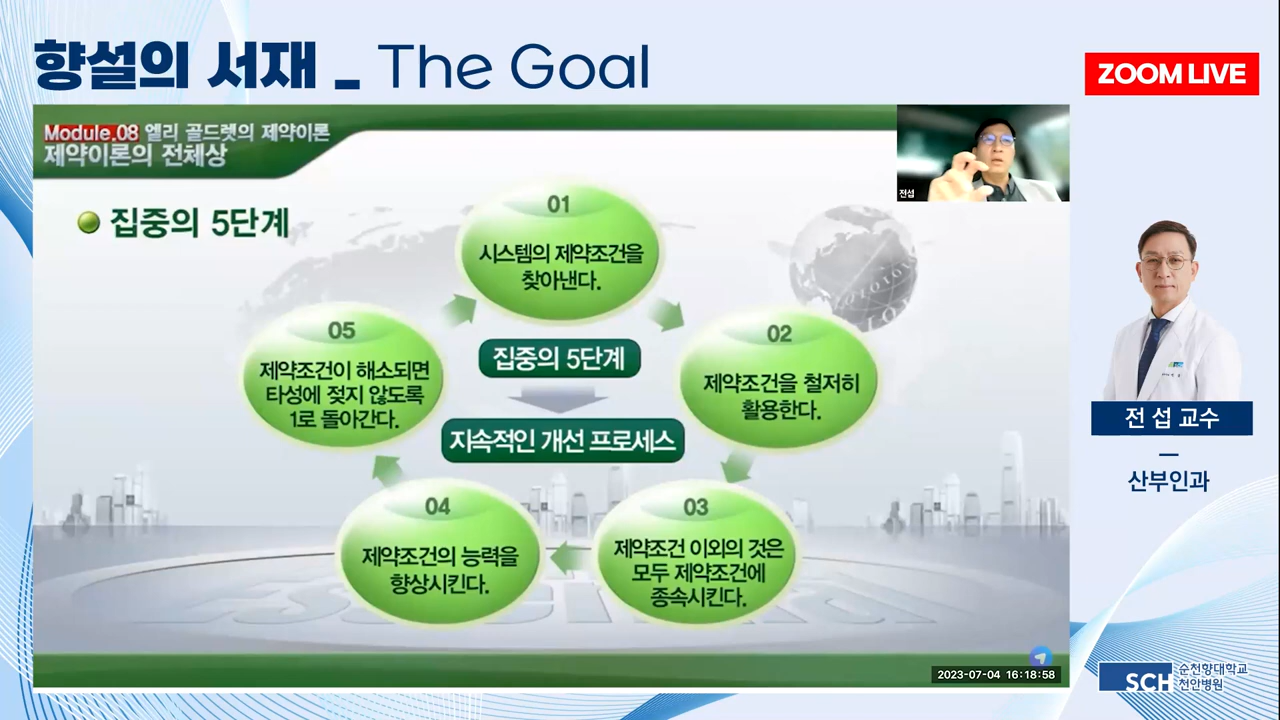 향설의 서재 _ The Goal
ZOOM LIVE
Module.08 엘리 골드렛의 제약이론
제약이론의 전체상
전섭
집중의 5단계
01
시스템의 제약조건을
찾아낸다.
02
제약조건을 철저히
활용한다.
03
제약조건 이외의 것은
모두 제약조건에
종속시킨다.
04
제약조건의 능력을
향상시킨다.
05
제약조건이 해소되면
타성에 젖지 않도록
1로 돌아간다.
집중의 5단계
지속적인 개선 프로세스
2023-07-04 16:18:58
전 섭 교수
산부인과
SCH 순천향대학교
천안병원